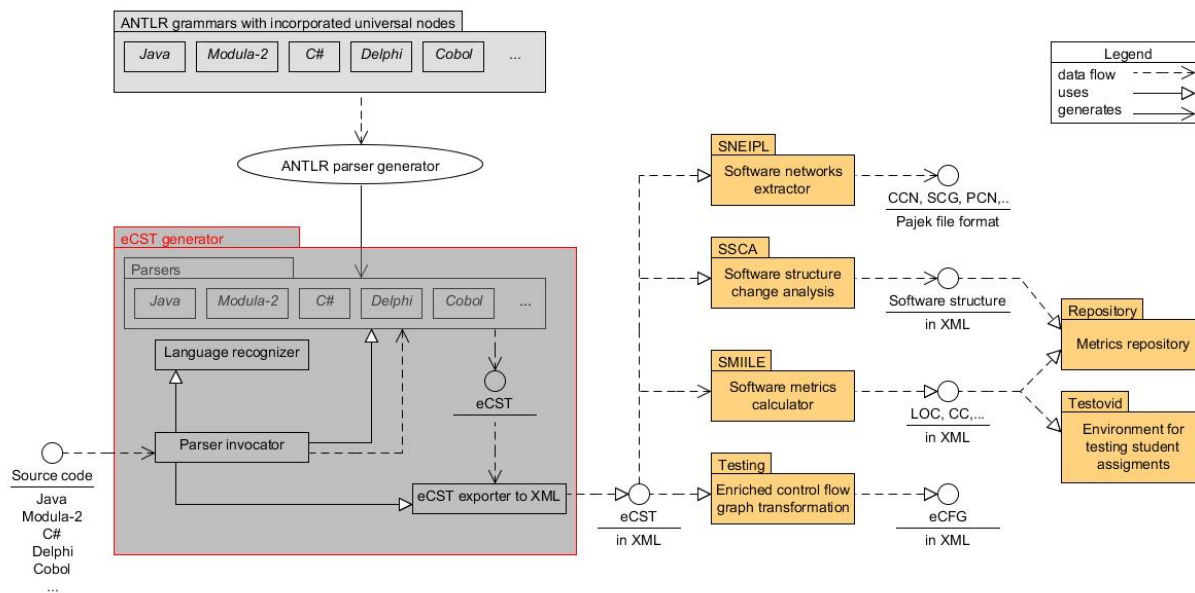 ANTLR grammars with incorporated universal nodes
Java Modula-2 C# Delphi Cobol ...
Legend
data flow
uses
generates
ANTLR parser generator
SNEIPL
Software networks
extractor
CCN, SCG, PCN,..
Pajek file format
eCST generator
Parsers
Java Modula-2 C# Delphi Cobol ...
SSCA
Software structure
change analysis
Software structure
in XML
Repository
Metrics repository
Language recognizer
eCST
SMIILE
Software metrics
calculator
LOC, CC,...
in XML
Testovid
Environment for
testing student
assigments
Parser invocator
Source code
Java
Modula-2
C#
Delphi
Cobol
...
eCST exporter to XML
eCST
in XML
Testing
Enriched control flow
graph transformation
eCFG
in XML